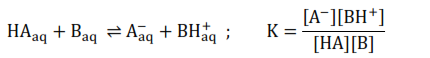 HA_aq + B_aq ⇌ A⁻_aq + BH⁺_aq ; K = [A⁻][BH⁺] / [HA][B]